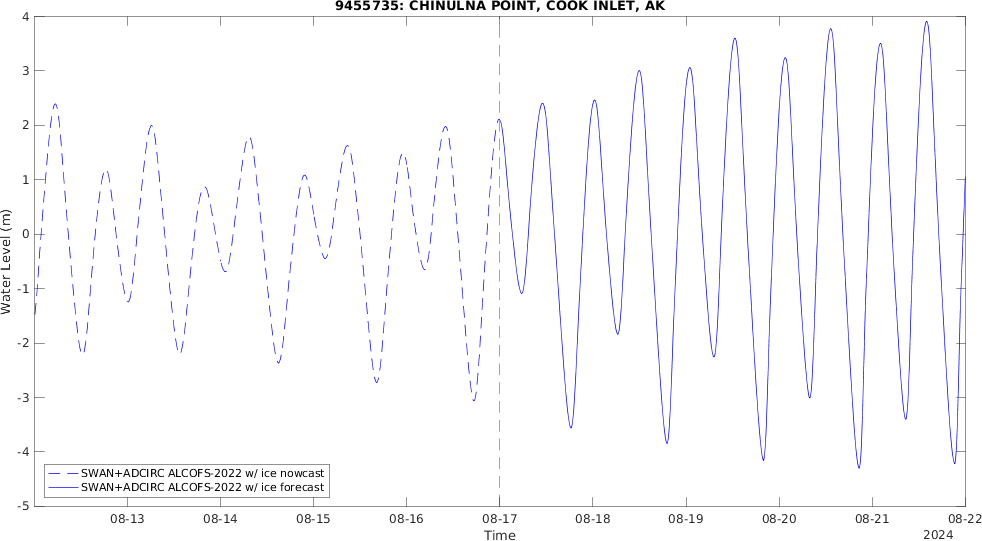 9455735: CHINULNA POINT, COOK INLET, AK
4
3
2
1
0
-1
-2
-3
-4
-5
Water Level (m)
SWAN+ADCIRC ALCOFS-2022 w/ ice nowcast
SWAN+ADCIRC ALCOFS-2022 w/ ice forecast
08-13 08-14 08-15 08-16 08-17 08-18 08-19 08-20 08-21 08-22
Time
2024